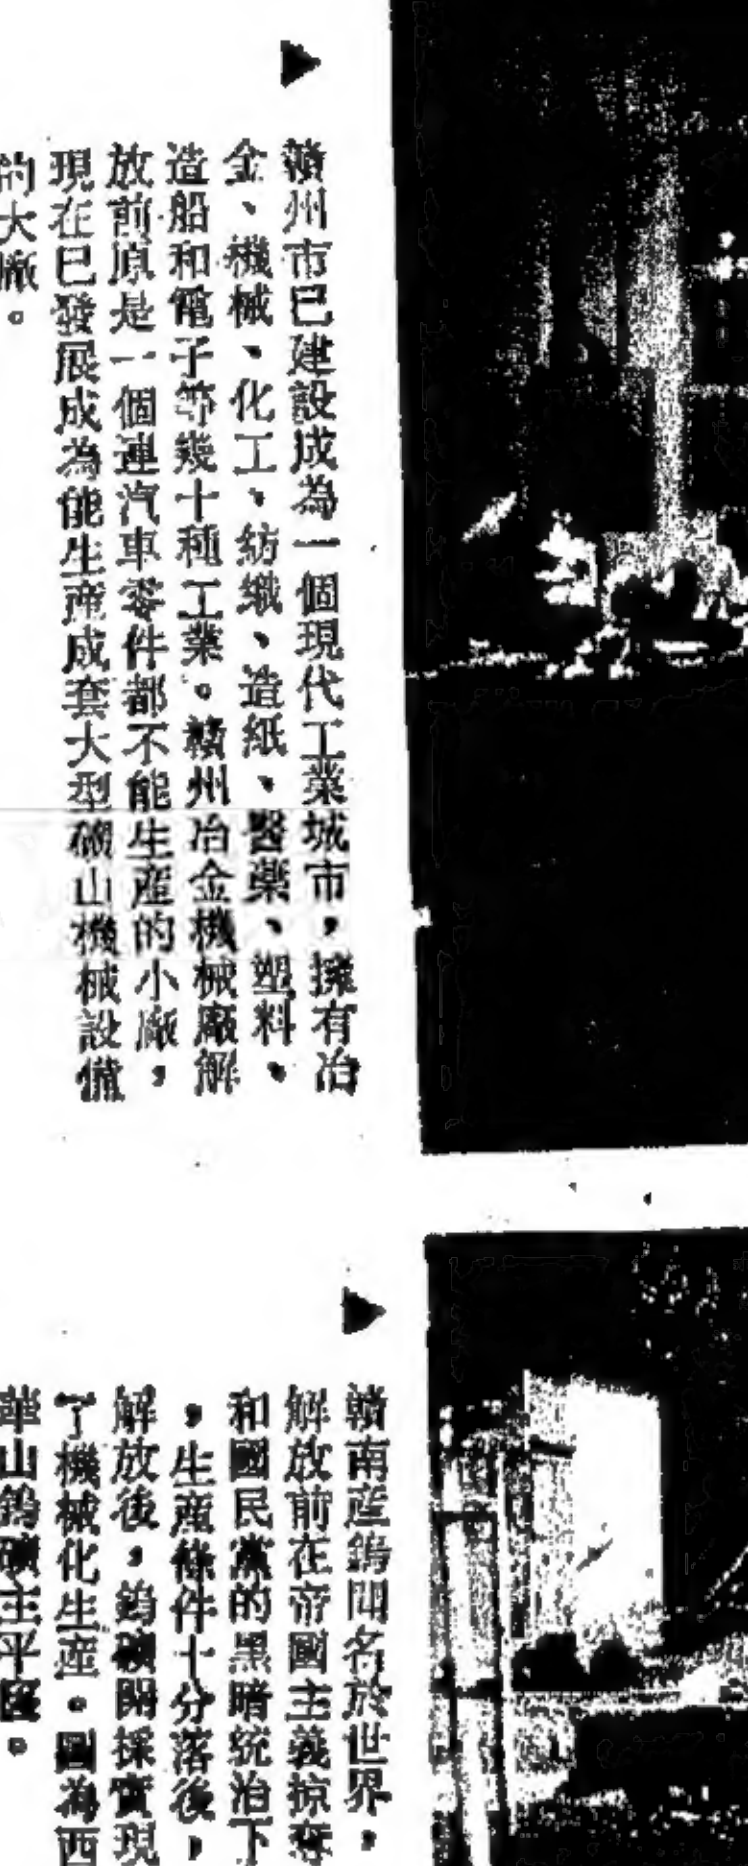 贛州市已建設成為一個現代工業城市，擁有冶
金、機械、化工、紡織、造紙、醫藥、塑料、
造船和電子等幾十種工業。贛州冶金機械廠解
放前原是一個連汽車零件都不能生產的小廠，
現在已發展成為能生產成套大型礦山機械設備
的大廠。
贛南産鎢聞名於世界，
解放前在帝國主義掠奪
和國民黨的黑暗統治下
，生產條件十分落後，
解放後，鎢礦開採實現
了機械化生產。圖為西
華山鎢礦主平窿。